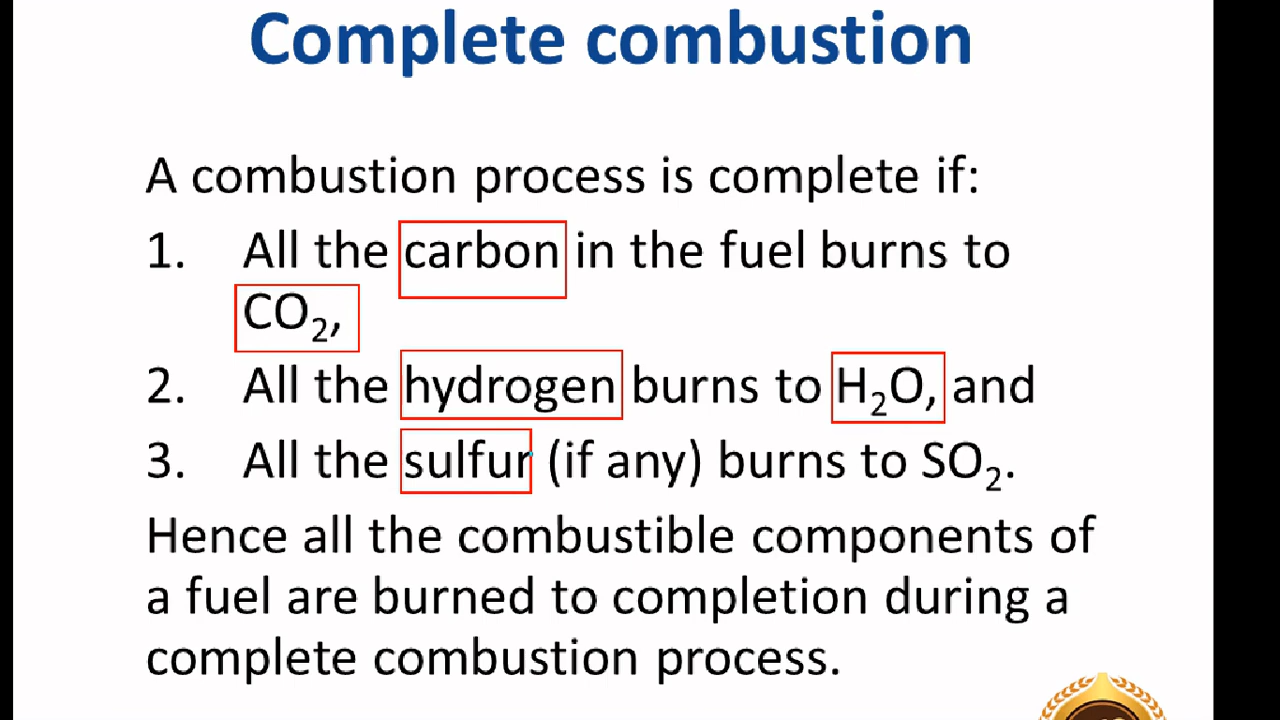 Complete combustion
A combustion process is complete if:
1. All the carbon in the fuel burns to
CO₂,
2. All the hydrogen burns to H₂O, and
3. All the sulfur (if any) burns to SO₂.
Hence all the combustible components of
a fuel are burned to completion during a
complete combustion process.